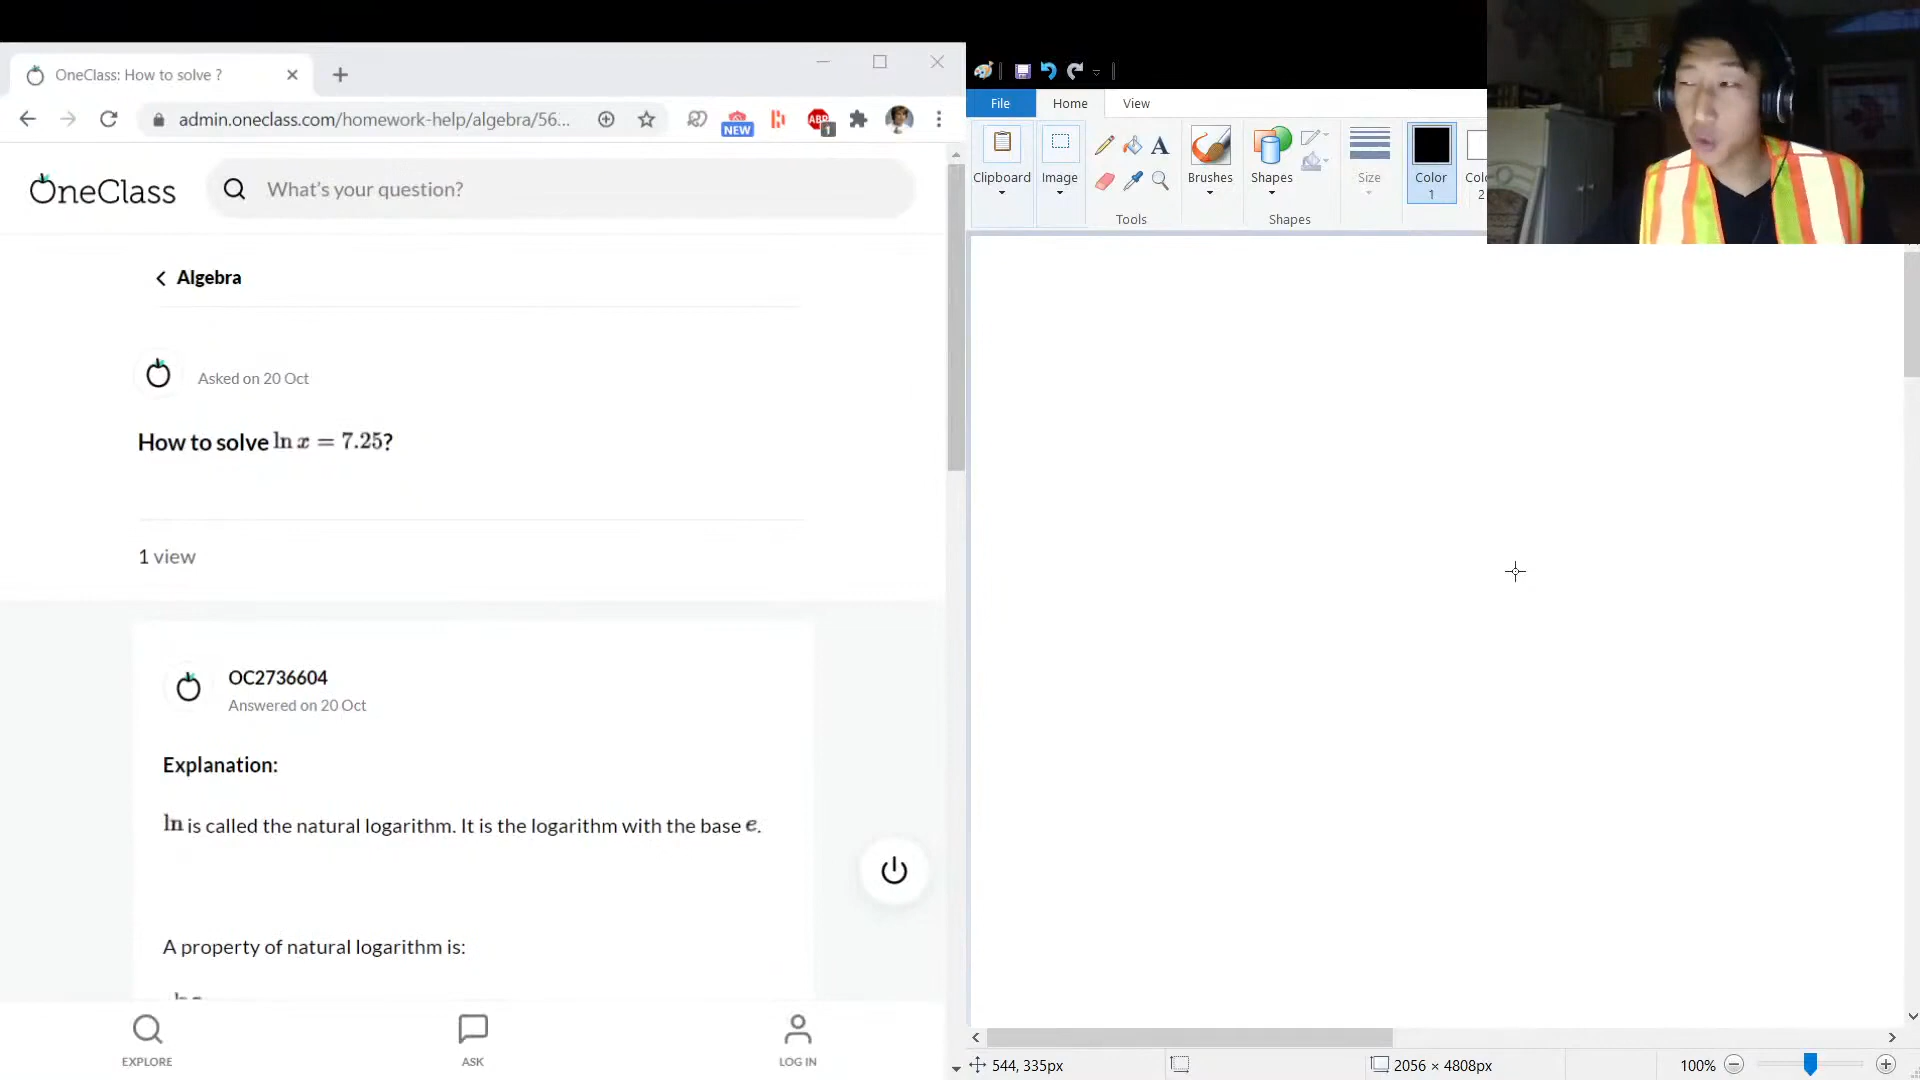 OneClass: How to solve ?
admin.oneclass.com/homework-help/algebra/56...
NEW
ABP
1
OneClass
What's your question?
Algebra
Asked on 20 Oct
How to solve ln x = 7.25?
1 view
OC2736604
Answered on 20 Oct
Explanation:
ln is called the natural logarithm. It is the logarithm with the base e.
A property of natural logarithm is:
EXPLORE
ASK
LOG IN
File
Home
View
Clipboard
Image
Tools
Brushes
Shapes
Shapes
Size
Color
1
2
544, 335px
2056 × 4808px
100%